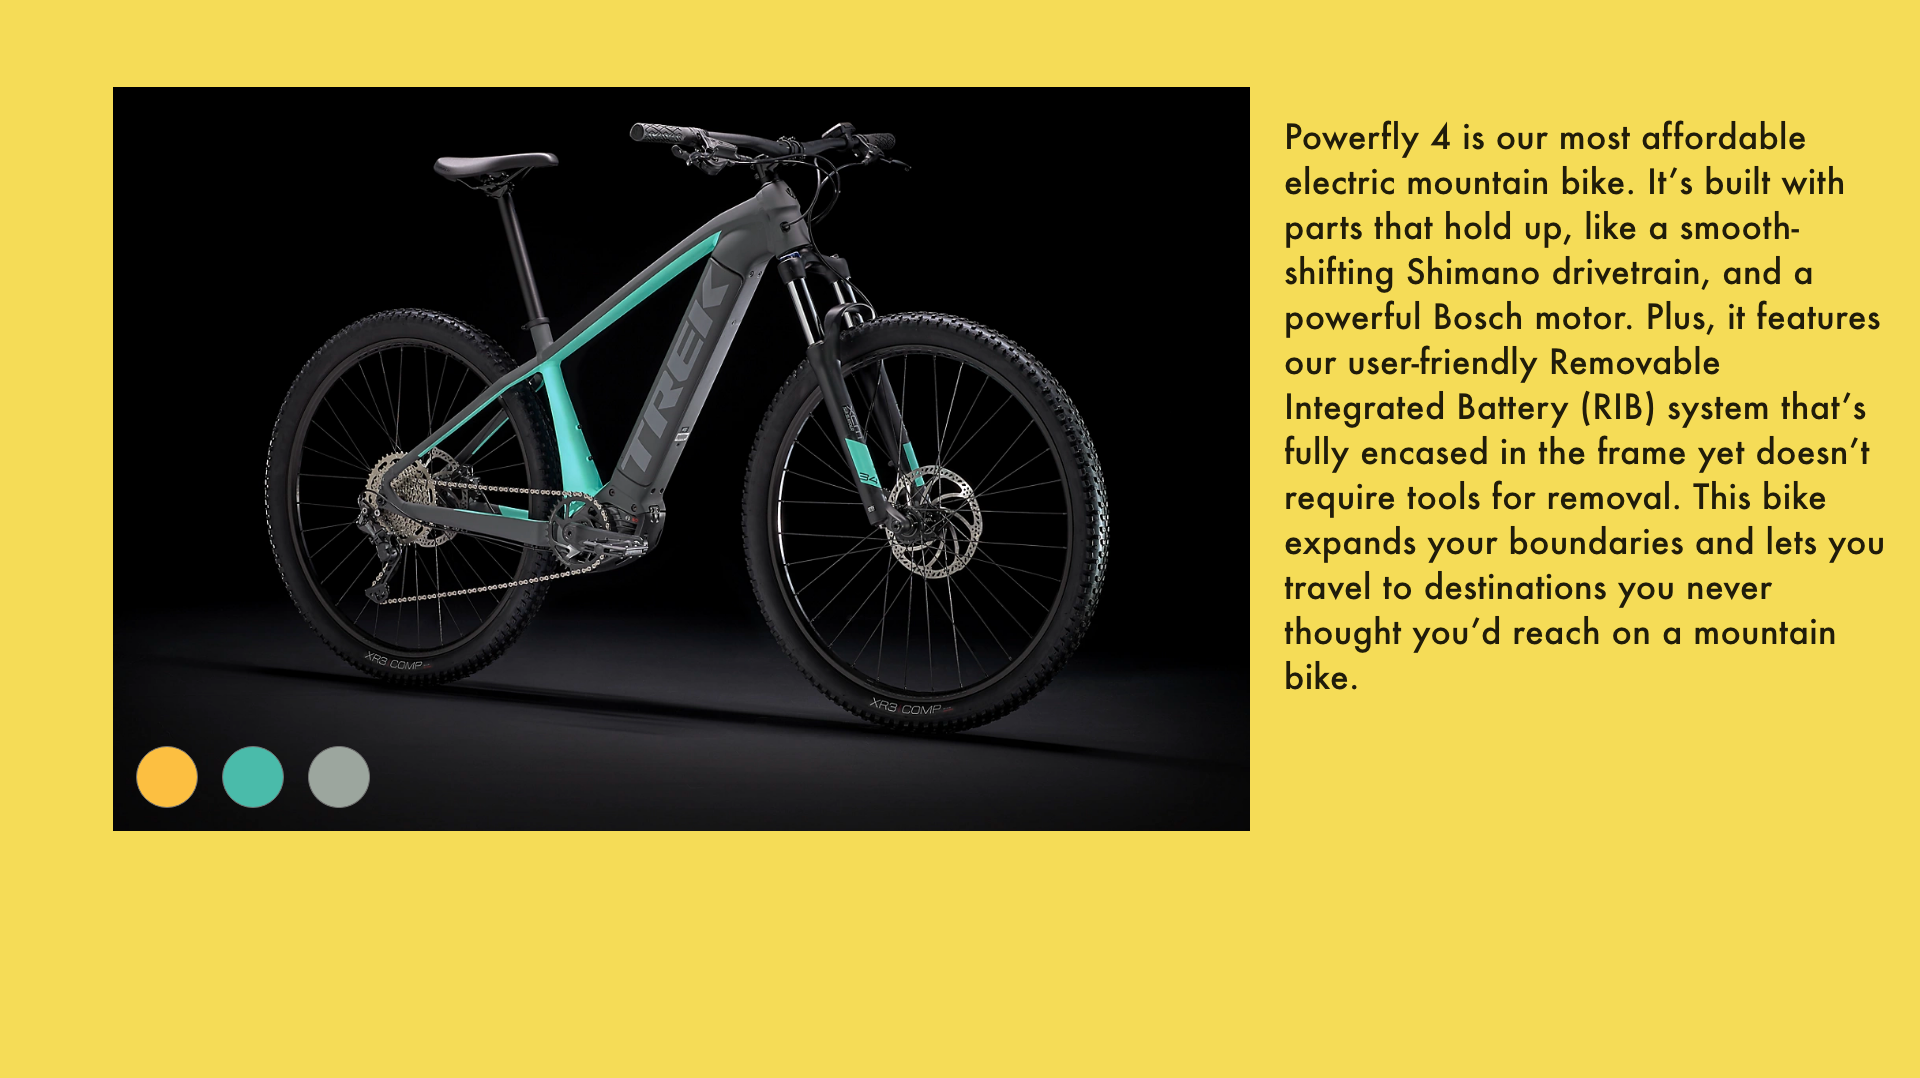 Powerfly 4 is our most affordable
electric mountain bike. It’s built with
parts that hold up, like a smooth-
shifting Shimano drivetrain, and a
powerful Bosch motor. Plus, it features
our user-friendly Removable
Integrated Battery (RIB) system that’s
fully encased in the frame yet doesn’t
require tools for removal. This bike
expands your boundaries and lets you
travel to destinations you never
thought you’d reach on a mountain
bike.
TREK
XR3 COMP
XR3 COMP